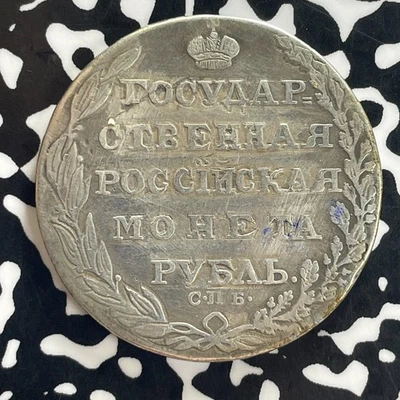 ГОСУДАР-
СТВЕННАЯ
РОССІЙСКАЯ
МОНЕТА
РУБЛЬ.
С.П.Б.